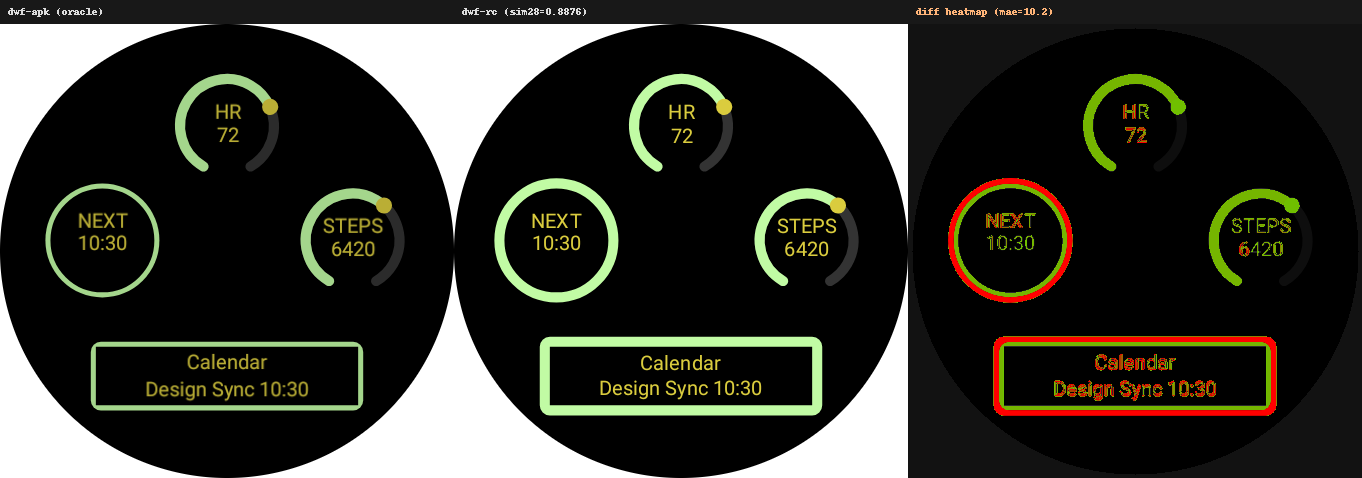 dwf-apk (oracle)
dwf-rc (sim28=0.8876)
diff heatmap (mae=10.2)
HR
72
NEXT
10:30
STEPS
6420
Calendar
Design Sync 10:30
HR
72
NEXT
10:30
STEPS
6420
Calendar
Design Sync 10:30
HR
72
NEXT
10:30
STEPS
6420
Calendar
Design Sync 10:30